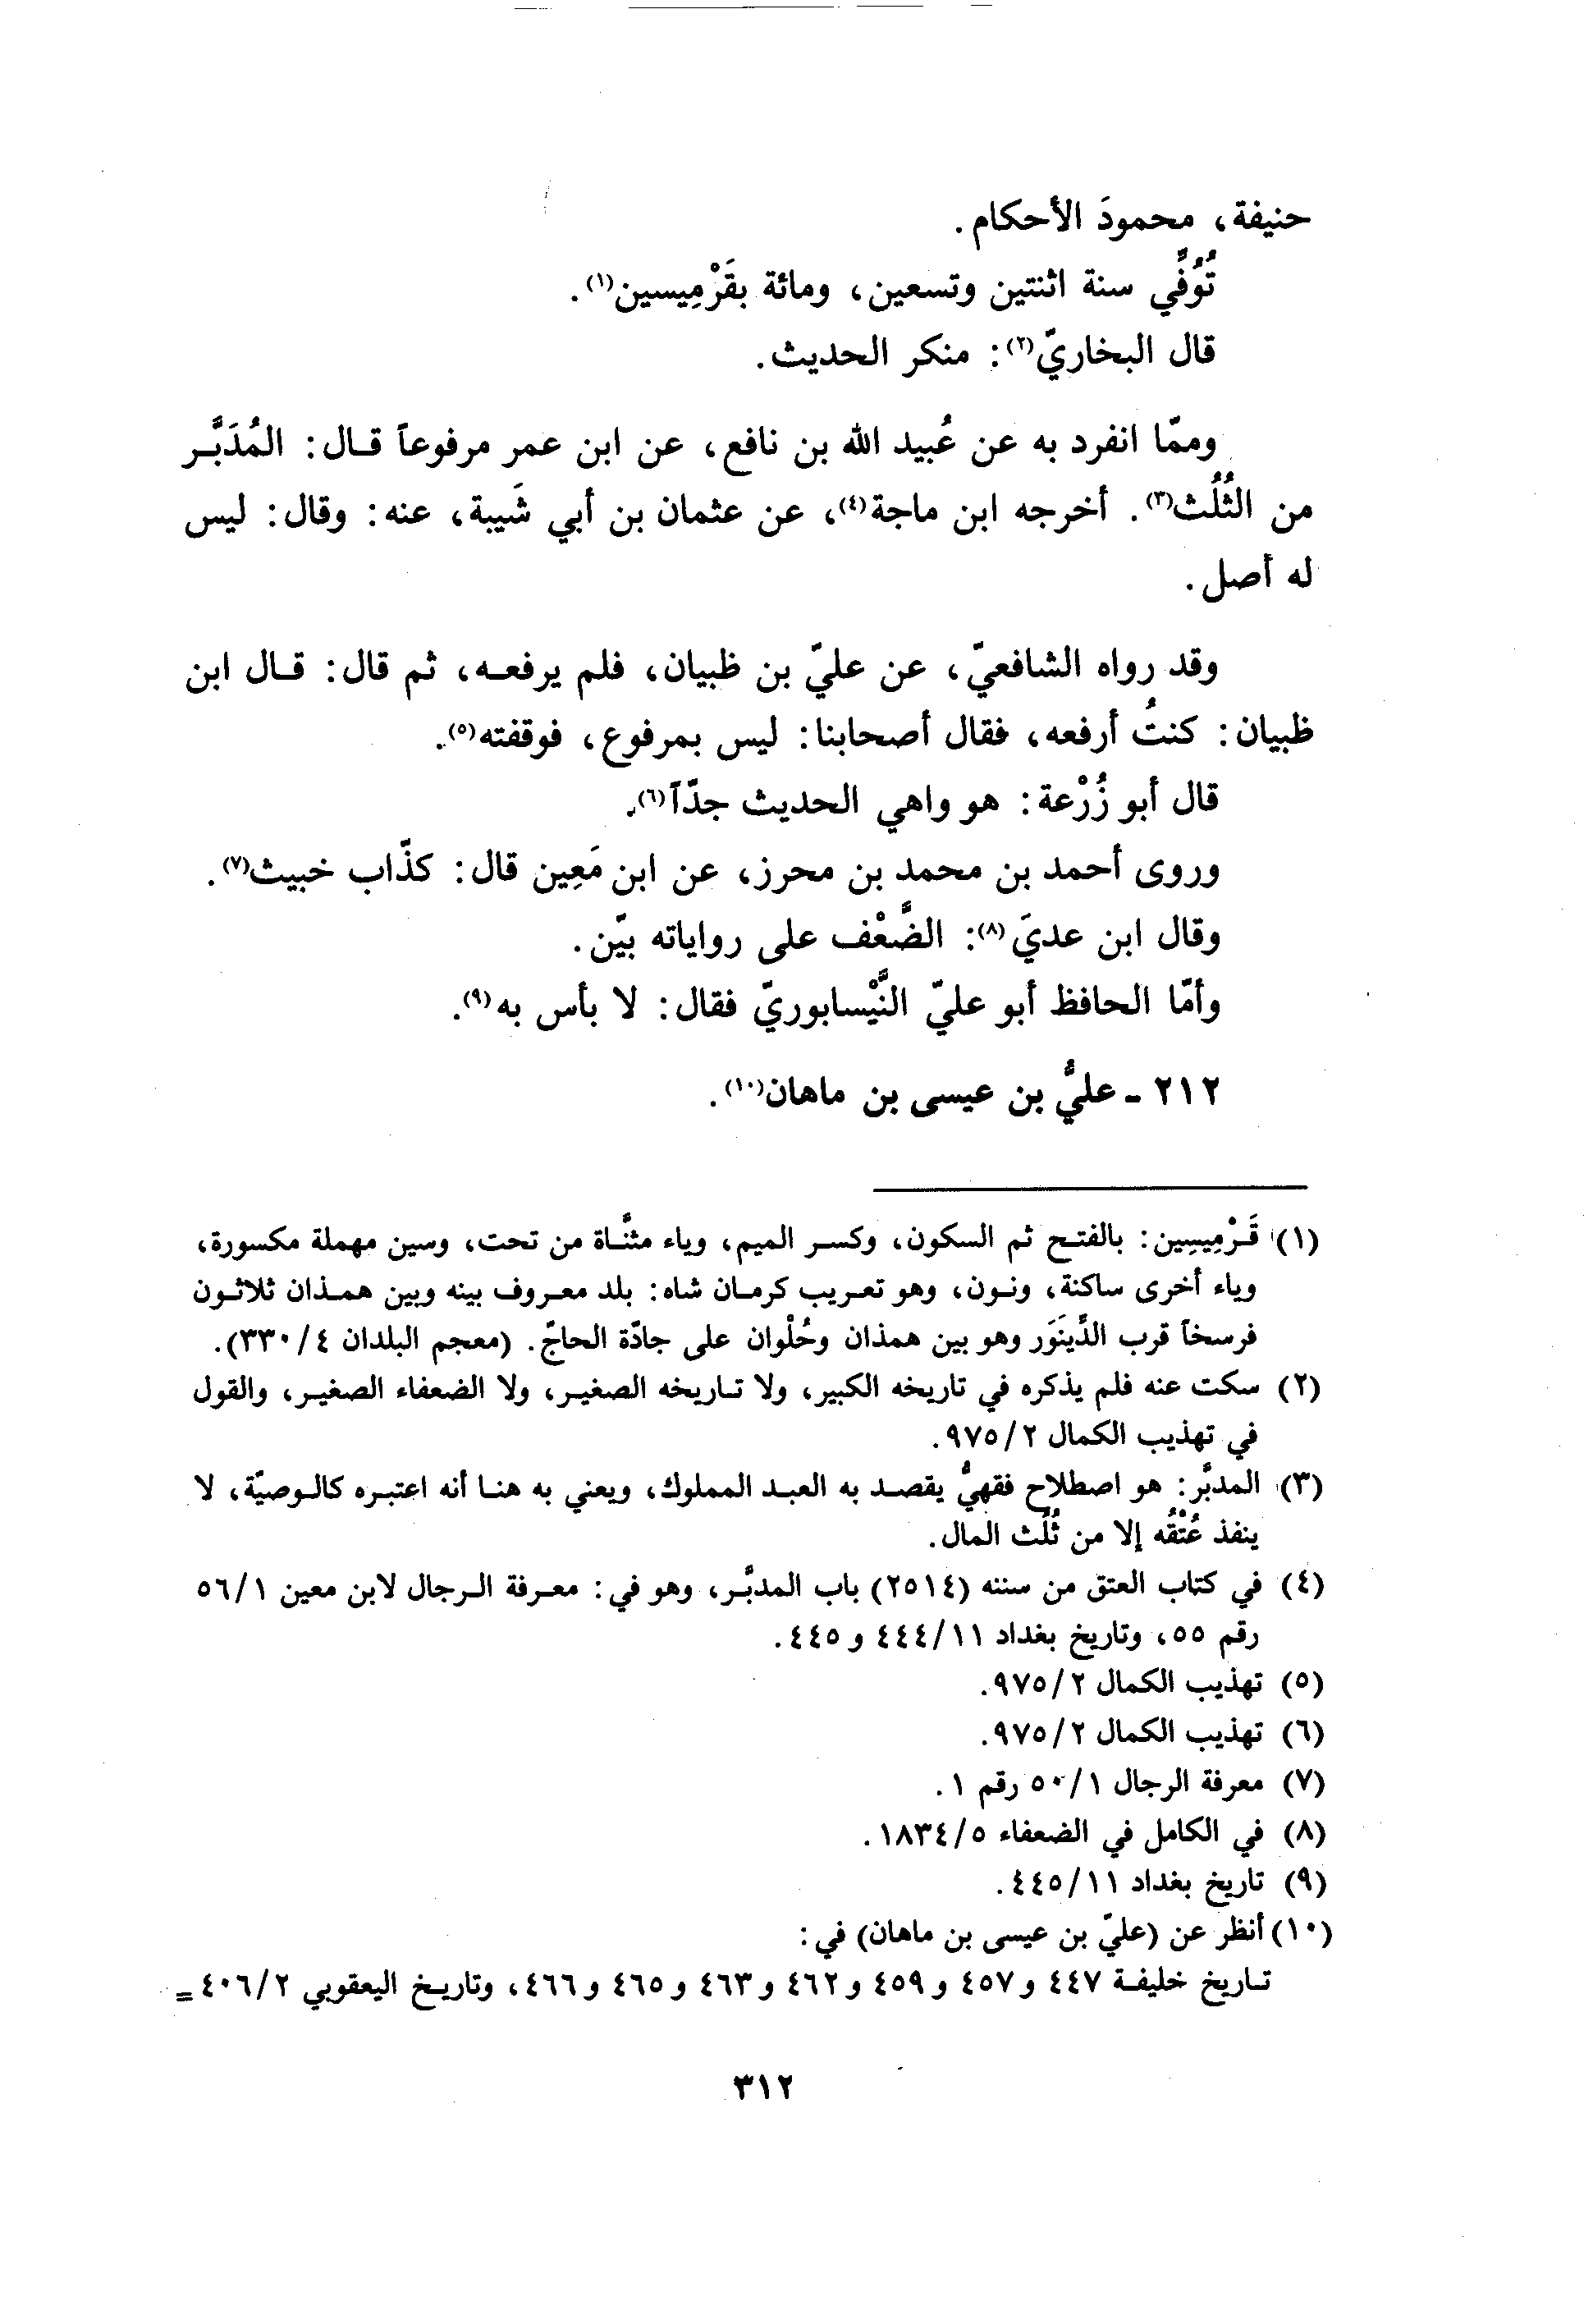 حنيفة، محمودَ الأحكام.
تُوُفِّي سنة اثنتين وتسعين، ومائة بقَرْمِيسين(١).
قال البخاريّ(٢): منكر الحديث.
وممّا انفرد به عن عُبيد الله بن نافع، عن ابن عمر مرفوعاً قال: المُدَبَّر
من الثُلُث(٣). أخرجه ابن ماجة(٤)، عن عثمان بن أبي شَيبة، عنه: وقال: ليس
له أصل.
وقد رواه الشافعيّ، عن عليّ بن ظبيان، فلم يرفعه، ثم قال: قال ابن
ظبيان: كنتُ أرفعه، فقال أصحابنا: ليس بمرفوع، فوقفته(٥).
قال أبو زُرْعة: هو واهي الحديث جدّاً(٦).
وروى أحمد بن محمد بن محرز، عن ابن مَعِين قال: كذّاب خبيث(٧).
وقال ابن عديّ(٨): الضَّعْف على رواياته بيّن.
وأمّا الحافظ أبو عليّ النَّيْسابوريّ فقال: لا بأس به(٩).
٢١٢ - عليُّ بن عيسى بن ماهان(١٠).
(١) قَرْمِيسِين: بالفتح ثم السكون، وكسر الميم، وياء مثنَّاة من تحت، وسين مهملة مكسورة،
وياء أخرى ساكنة، ونون، وهو تعريب كرمان شاه: بلد معروف بينه وبين همذان ثلاثون
فرسخاً قرب الدِّينَوَر وهو بين همذان وحُلْوان على جادّة الحاجّ. (معجم البلدان ٤/٣٣٠).
(٢) سكت عنه فلم يذكره في تاريخه الكبير، ولا تاريخه الصغير، ولا الضعفاء الصغير، والقول
في تهذيب الكمال ٢/٩٧٥.
(٣) المدبَّر: هو اصطلاح فقهيُّ يقصد به العبد المملوك، ويعني به هنا أنه اعتبره كالوصيّة، لا
ينفذ عُتْقُه إلا من ثُلُث المال.
(٤) في كتاب العتق من سننه (٢٥١٤) باب المدبَّر، وهو في: معرفة الرجال لابن معين ١/٥٦
رقم ٥٥، وتاريخ بغداد ١١/٤٤٤ و ٤٤٥.
(٥) تهذيب الكمال ٢/٩٧٥.
(٦) تهذيب الكمال ٢/٩٧٥.
(٧) معرفة الرجال ١/٥٠ رقم ١.
(٨) في الكامل في الضعفاء ٥/١٨٣٤.
(٩) تاريخ بغداد ١١/٤٤٥.
(١٠) أنظر عن (عليّ بن عيسى بن ماهان) في:
تاريخ خليفة ٤٤٧ و ٤٥٧ و ٤٥٩ و ٤٦٢ و ٤٦٣ و ٤٦٥ و ٤٦٦، وتاريخ اليعقوبي ٢/٤٠٦ =
٣١٢